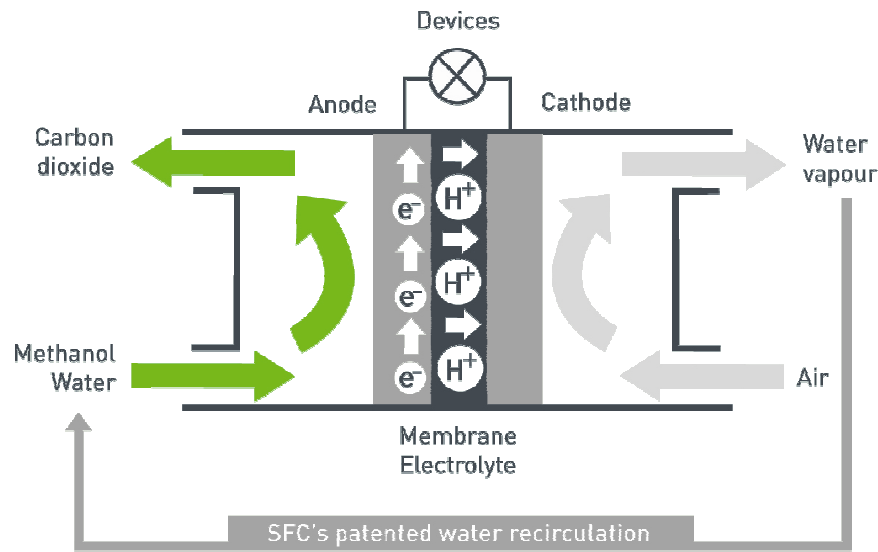 Devices
Anode
Cathode
Carbon
dioxide
Water
vapour
e⁻
H⁺
e⁻
H⁺
e⁻
H⁺
Methanol
Water
Air
Membrane
Electrolyte
SFC's patented water recirculation